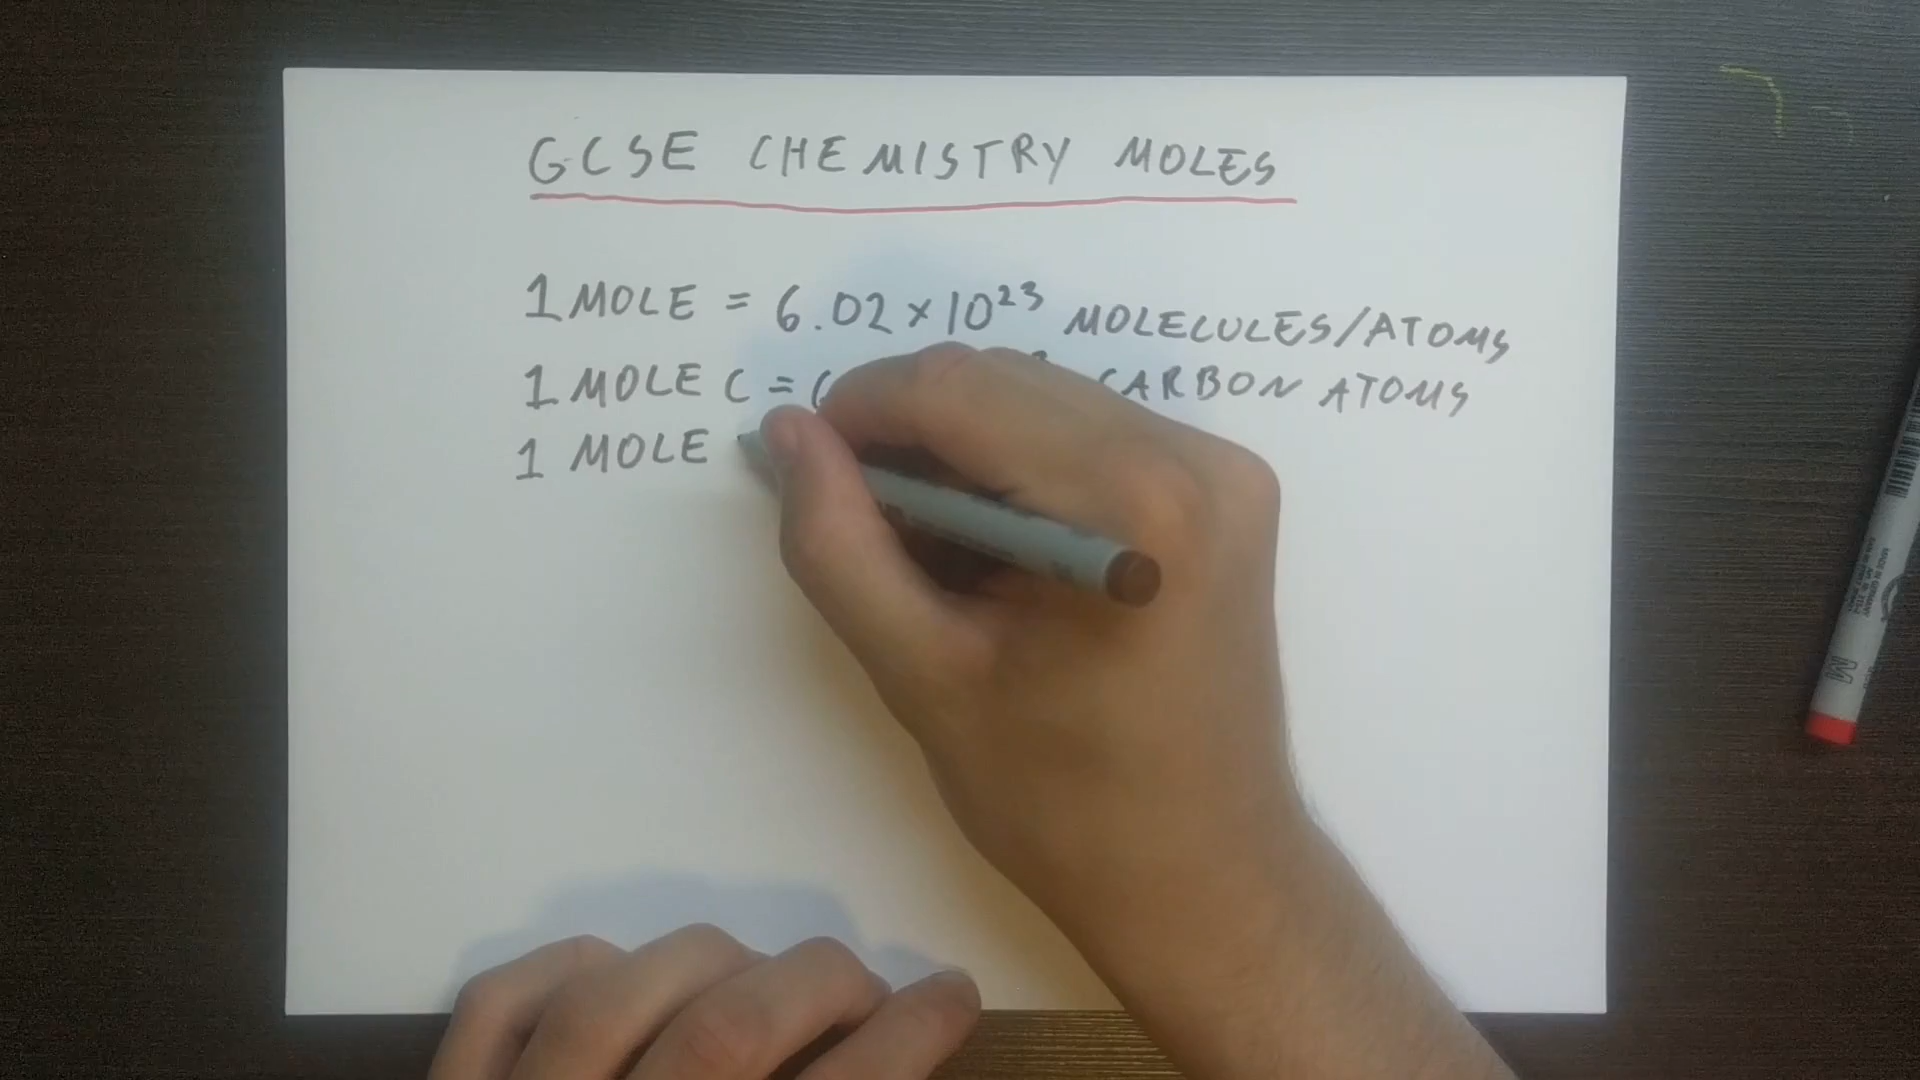 GCSE CHEMISTRY MOLES
1 MOLE = 6.02 × 10²³ MOLECULES/ATOMS
1 MOLE C = CARBON ATOMS
1 MOLE
M